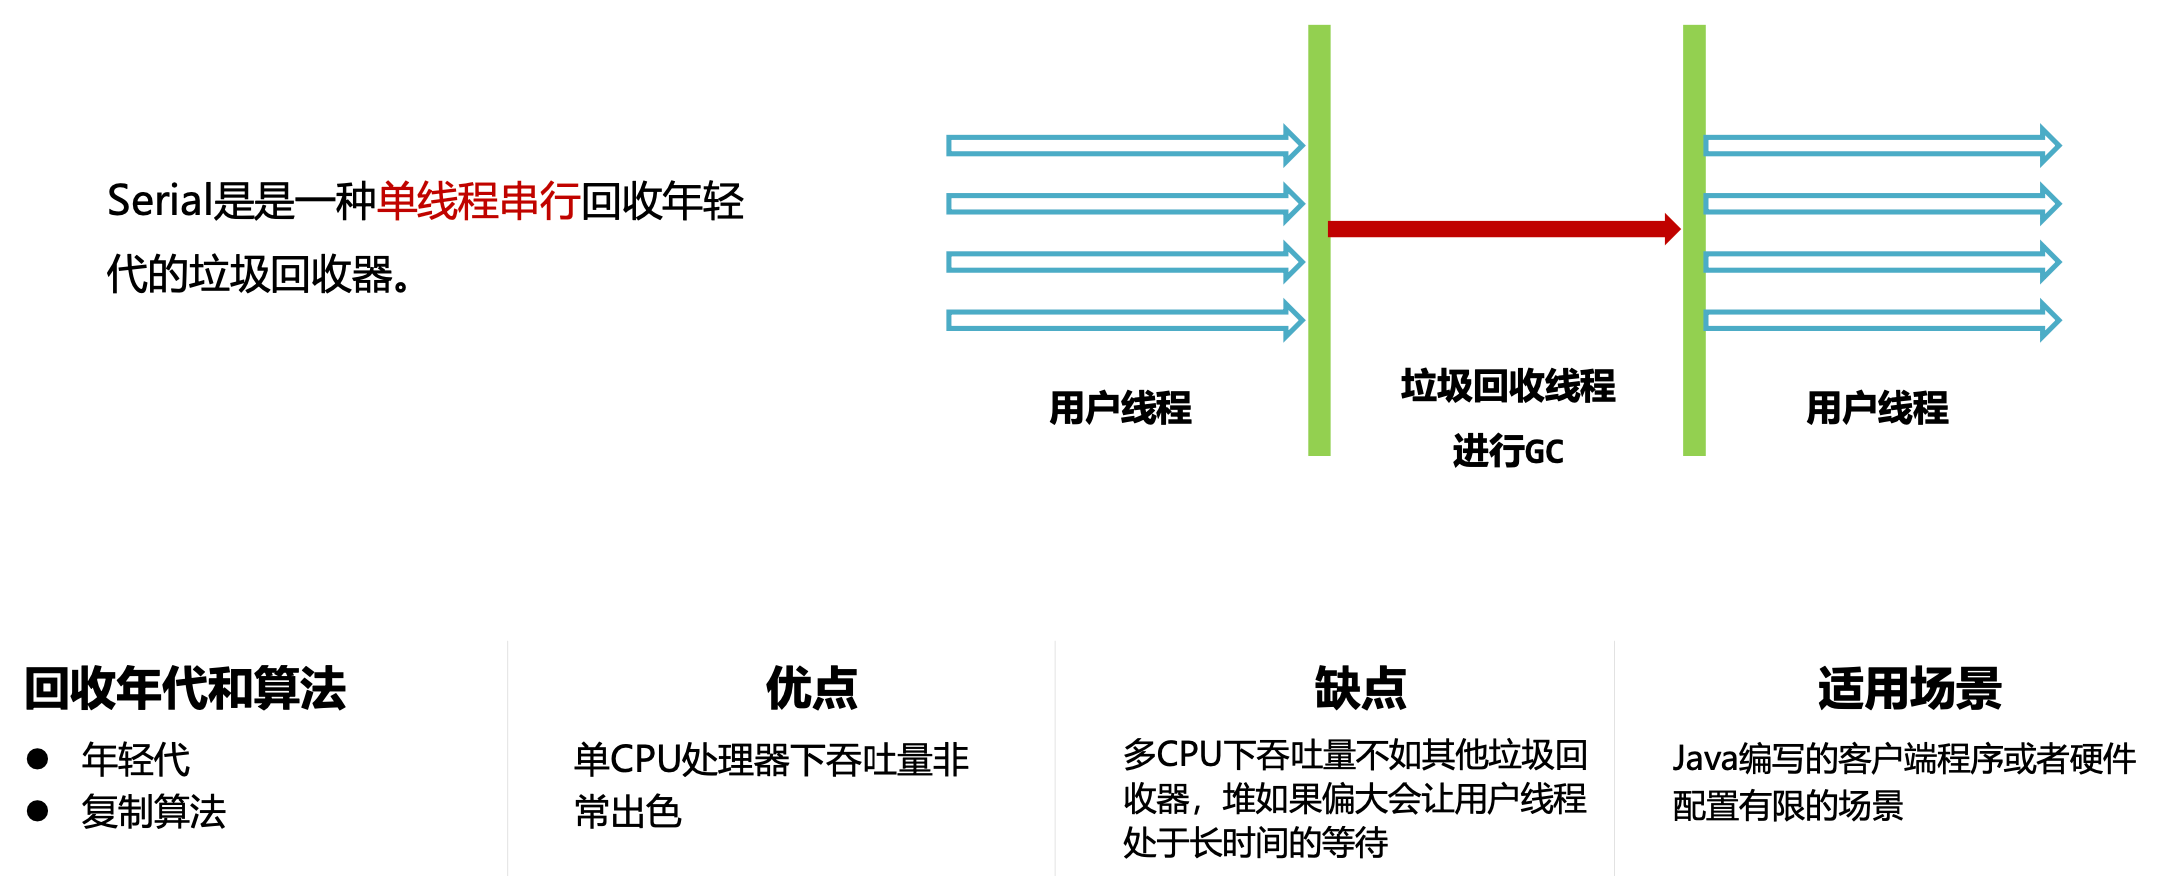 Serial是是一种单线程串行回收年轻
代的垃圾回收器。
用户线程
垃圾回收线程
进行GC
用户线程
回收年代和算法
● 年轻代
● 复制算法
优点
单CPU处理器下吞吐量非
常出色
缺点
多CPU下吞吐量不如其他垃圾回
收器，堆如果偏大会让用户线程
处于长时间的等待
适用场景
Java编写的客户端程序或者硬件
配置有限的场景